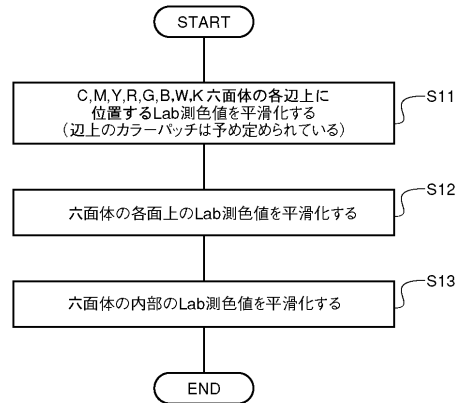 START
C,M,Y,R,G,B,W,K六面体の各辺上に
位置するLab測色値を平滑化する
(辺上のカラーパッチは予め定められている)
S11
六面体の各面上のLab測色値を平滑化する
S12
六面体の内部のLab測色値を平滑化する
S13
END